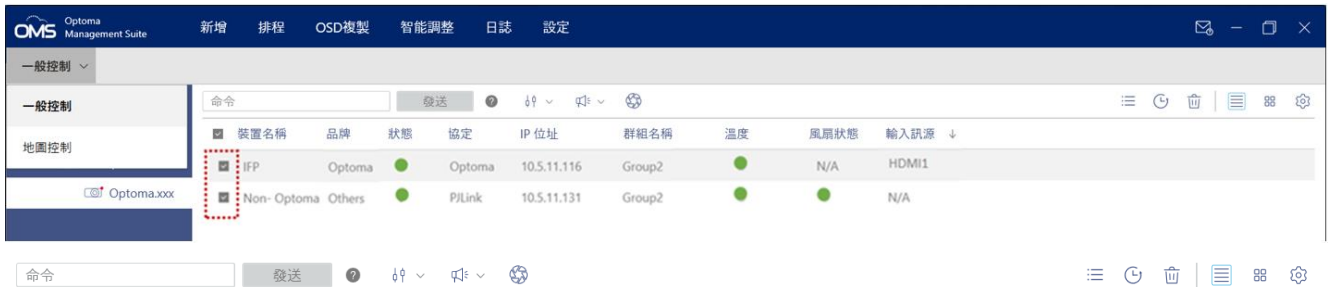 OMS Optoma Management Suite 新增 排程 OSD複製 智能調整 日誌 設定
一般控制
一般控制
地圖控制
Optoma.xxx
命令 發送 ?
裝置名稱 品牌 狀態 協定 IP 位址 群組名稱 溫度 風扇狀態 輸入訊源 ↓
IFP Optoma Optoma 10.5.11.116 Group2 N/A HDMI1
Non- Optoma Others PJLink 10.5.11.131 Group2 N/A
命令 發送 ?